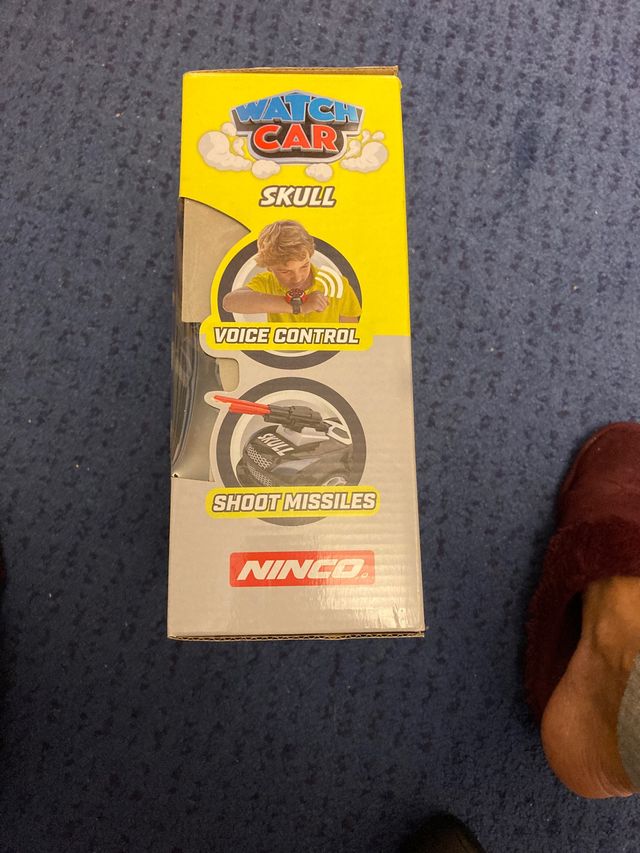 WATCH
CAR
SKULL
VOICE CONTROL
SKULL
SHOOT MISSILES
NINCO